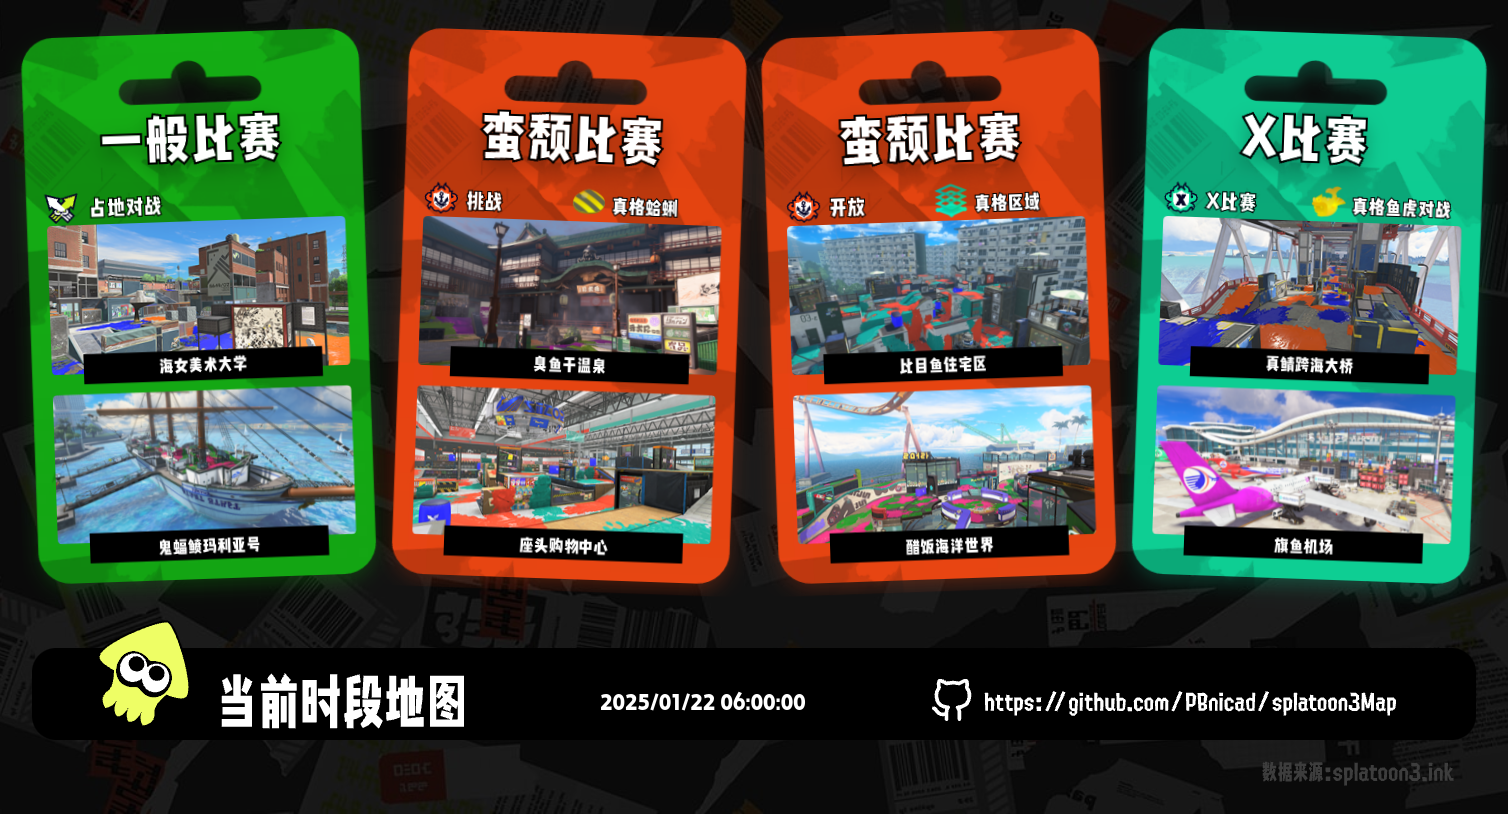 一般比赛
占地对战
海女美术大学
鬼蝠鲼玛利亚号
蛮颓比赛
挑战
真格蛤蜊
臭鱼干温泉
座头购物中心
蛮颓比赛
开放
真格区域
比目鱼住宅区
醋饭海洋世界
X比赛
X比赛
真格鱼虎对战
真鲭跨海大桥
旗鱼机场
当前时段地图
2025/01/22 06:00:00
https://github.com/PBnicad/splatoon3Map
数据来源:splatoon3.ink